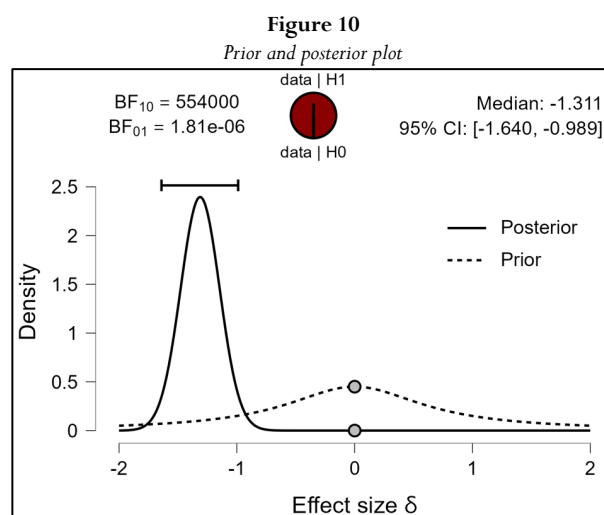 Figure 10
Prior and posterior plot
data | H1
BF₁₀ = 554000
BF₀₁ = 1.81e-06
data | H0
Median: -1.311
95% CI: [-1.640, -0.989]
2.5
2
1.5
1
0.5
0
Density
Posterior
Prior
-2
-1
0
1
2
Effect size δ